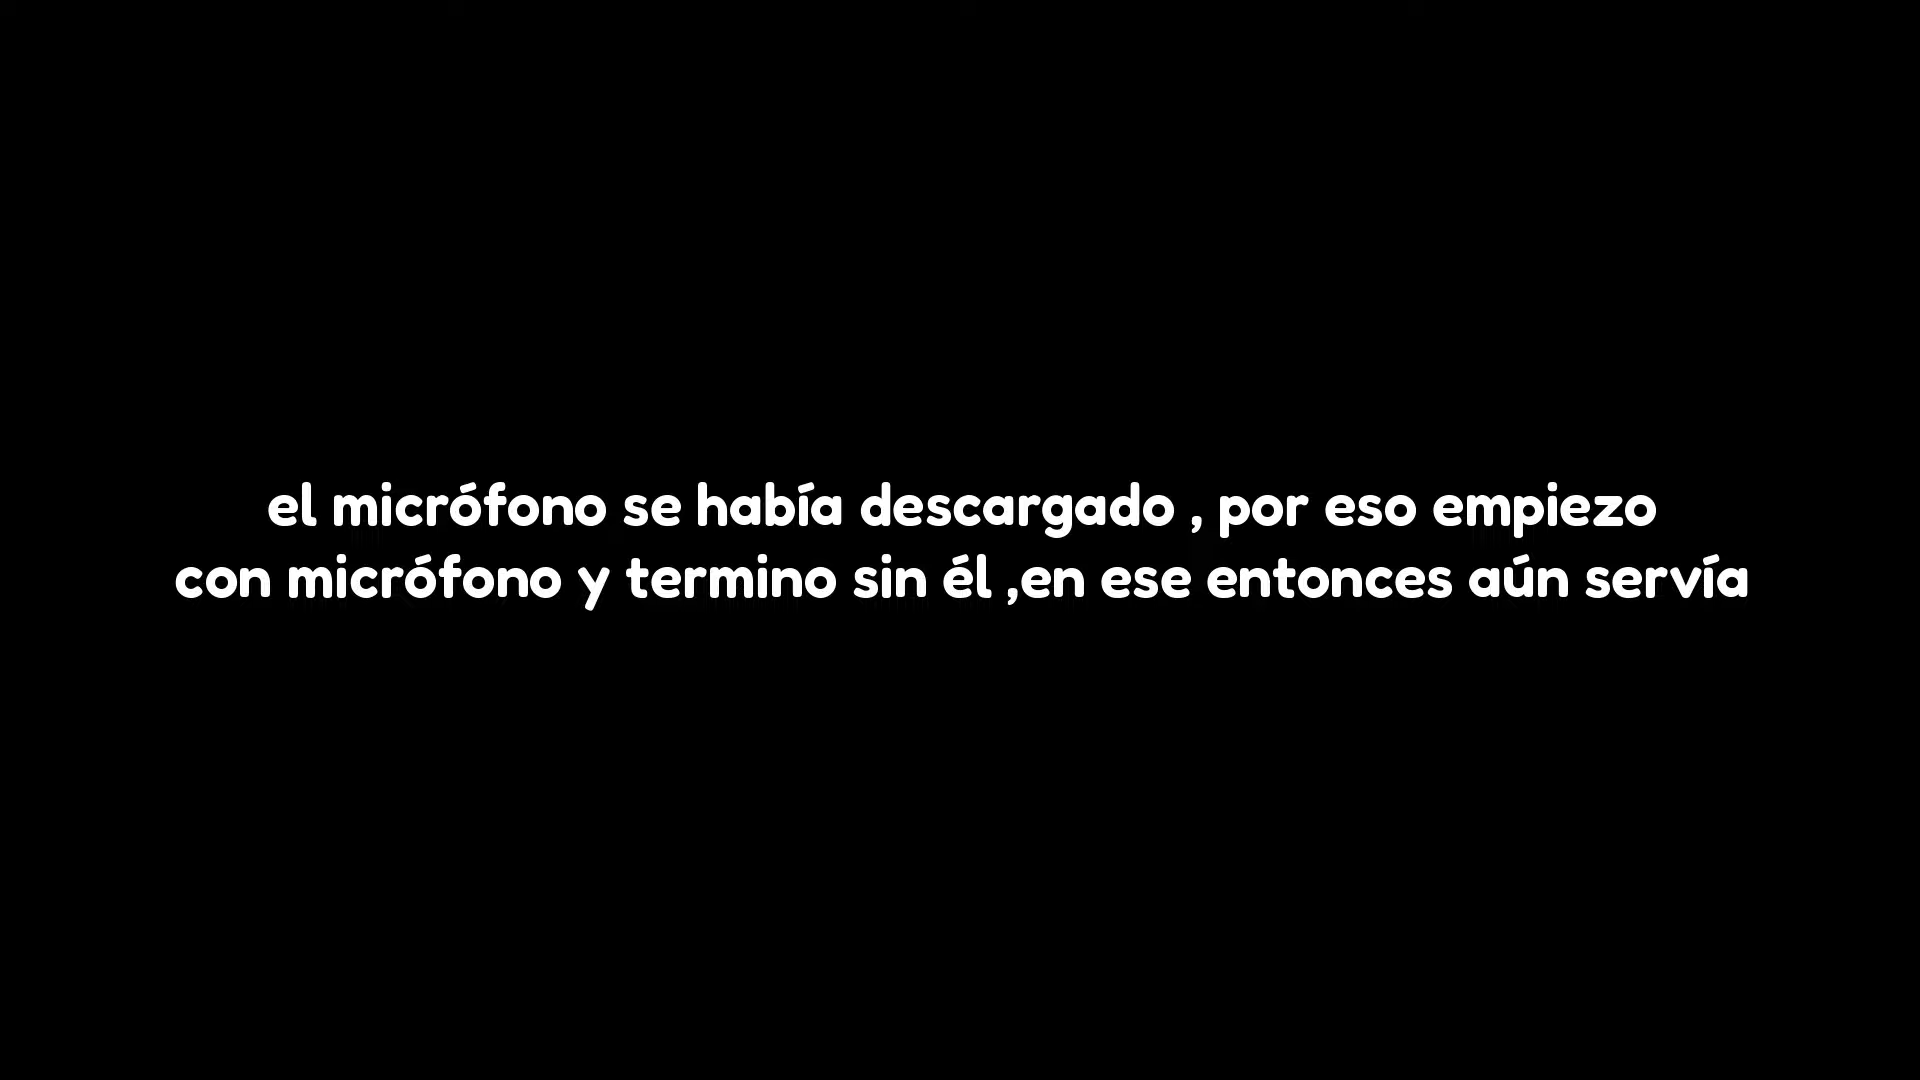 el micrófono se había descargado , por eso empiezo
con micrófono y termino sin él ,en ese entonces aún servía